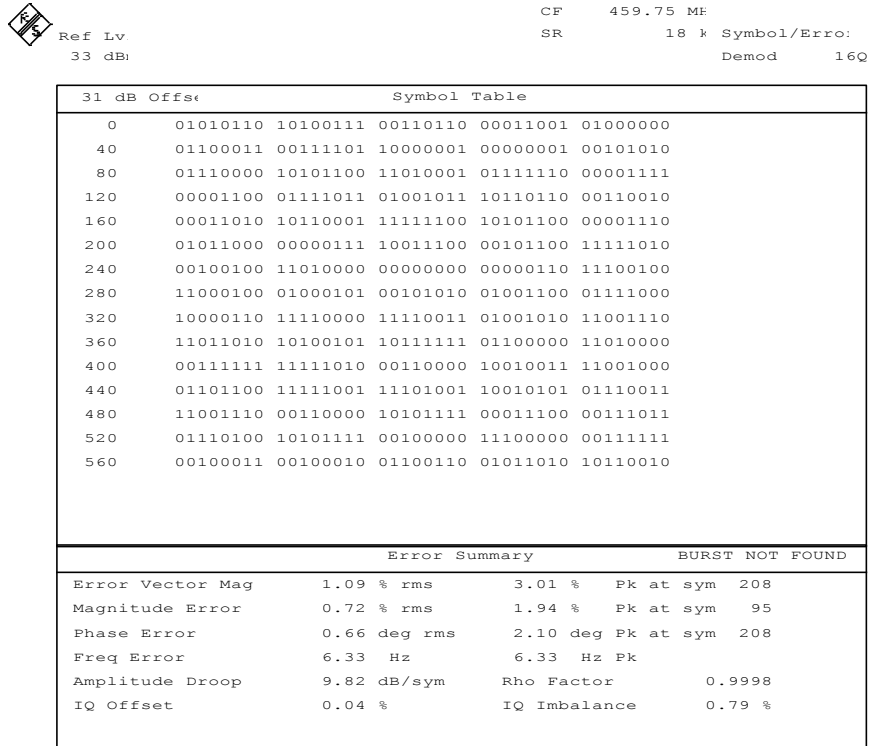 CF 459.75 MH
Ref Lv SR 18 k Symbol/Error
33 dBm Demod 16Q
31 dB Offse Symbol Table
0 01010110 10100111 00110110 00011001 01000000
40 01100011 00111101 10000001 00000001 00101010
80 01110000 10101100 11010001 01111110 00001111
120 00001100 01111011 01001011 10110110 00110010
160 00011010 10110001 11111100 10101100 00001110
200 01011000 00000111 10011100 00101100 11111010
240 00100100 11010000 00000000 00000110 11100100
280 11000100 01000101 00101010 01001100 01111000
320 10000110 11110000 11110011 01001010 11001110
360 11011010 10100101 10111111 01100000 11010000
400 00111111 11111010 00110000 10010011 11001000
440 01101100 11111001 11101001 10010101 01110011
480 11001110 00110000 10101111 00011100 00111011
520 01110100 10101111 00100000 11100000 00111111
560 00100011 00100010 01100110 01011010 10110010
Error Summary BURST NOT FOUND
Error Vector Mag 1.09 % rms 3.01 % Pk at sym 208
Magnitude Error 0.72 % rms 1.94 % Pk at sym 95
Phase Error 0.66 deg rms 2.10 deg Pk at sym 208
Freq Error 6.33 Hz 6.33 Hz Pk
Amplitude Droop 9.82 dB/sym Rho Factor 0.9998
IQ Offset 0.04 % IQ Imbalance 0.79 %